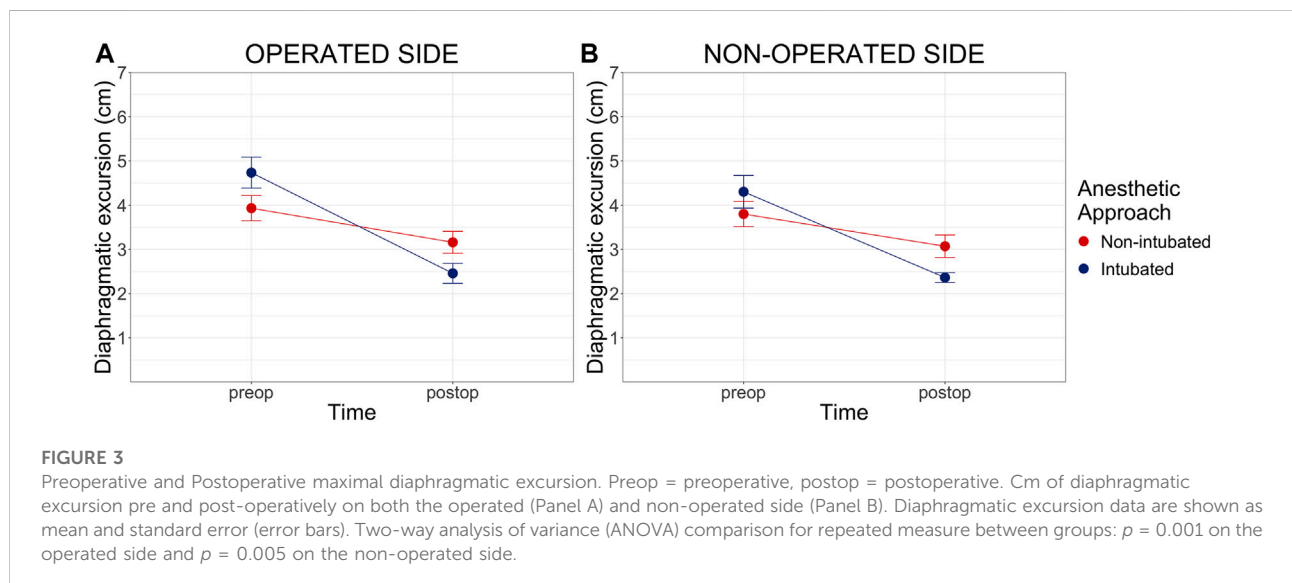 A OPERATED SIDE
Diaphragmatic excursion (cm)
7
6
5
4
3
2
1
preop postop
Time
B NON-OPERATED SIDE
Diaphragmatic excursion (cm)
7
6
5
4
3
2
1
preop postop
Time
Anesthetic
Approach
Non-intubated
Intubated
FIGURE 3
Preoperative and Postoperative maximal diaphragmatic excursion. Preop = preoperative, postop = postoperative. Cm of diaphragmatic
excursion pre and post-operatively on both the operated (Panel A) and non-operated side (Panel B). Diaphragmatic excursion data are shown as
mean and standard error (error bars). Two-way analysis of variance (ANOVA) comparison for repeated measure between groups: p = 0.001 on the
operated side and p = 0.005 on the non-operated side.